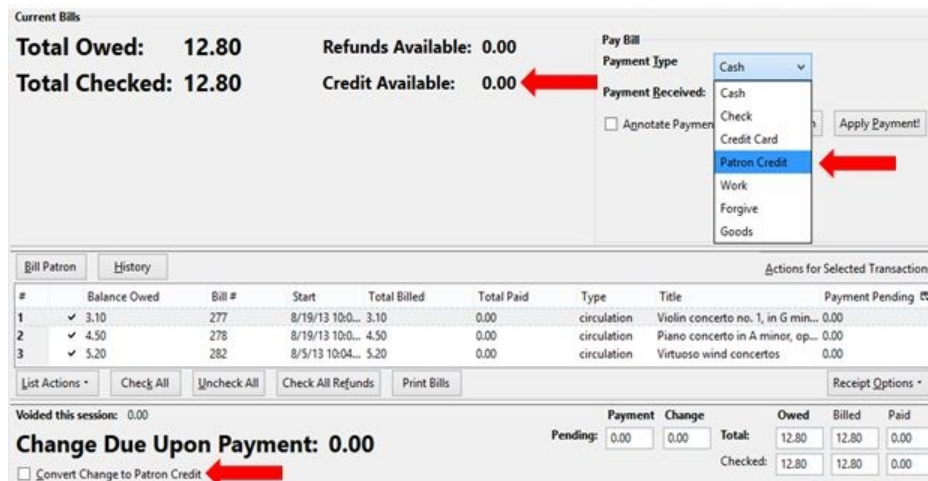 Current Bills
Total Owed: 12.80 Refunds Available: 0.00
Total Checked: 12.80 Credit Available: 0.00
Pay Bill
Payment Type Cash
Payment Received:
Cash
Check
Annotate Paymen Apply Payment!
Credit Card
Patron Credit
Work
Forgive
Goods
Bill Patron History Actions for Selected Transaction
# Balance Owed Bill # Start Total Billed Total Paid Type Title Payment Pending
1 ✔ 3.10 277 8/19/13 10:0... 3.10 0.00 circulation Violin concerto no. 1, in G min... 0.00
2 ✔ 4.50 278 8/19/13 10:0... 4.50 0.00 circulation Piano concerto in A minor, op... 0.00
3 ✔ 5.20 282 8/5/13 10:04... 5.20 0.00 circulation Virtuoso wind concertos 0.00
List Actions Check All Uncheck All Check All Refunds Print Bills Receipt Options
Voided this session: 0.00 Payment Change Owed Billed Paid
Change Due Upon Payment: 0.00 Pending: 0.00 0.00 Total: 12.80 12.80 0.00
Checked: 12.80 12.80 0.00
Convert Change to Patron Credit